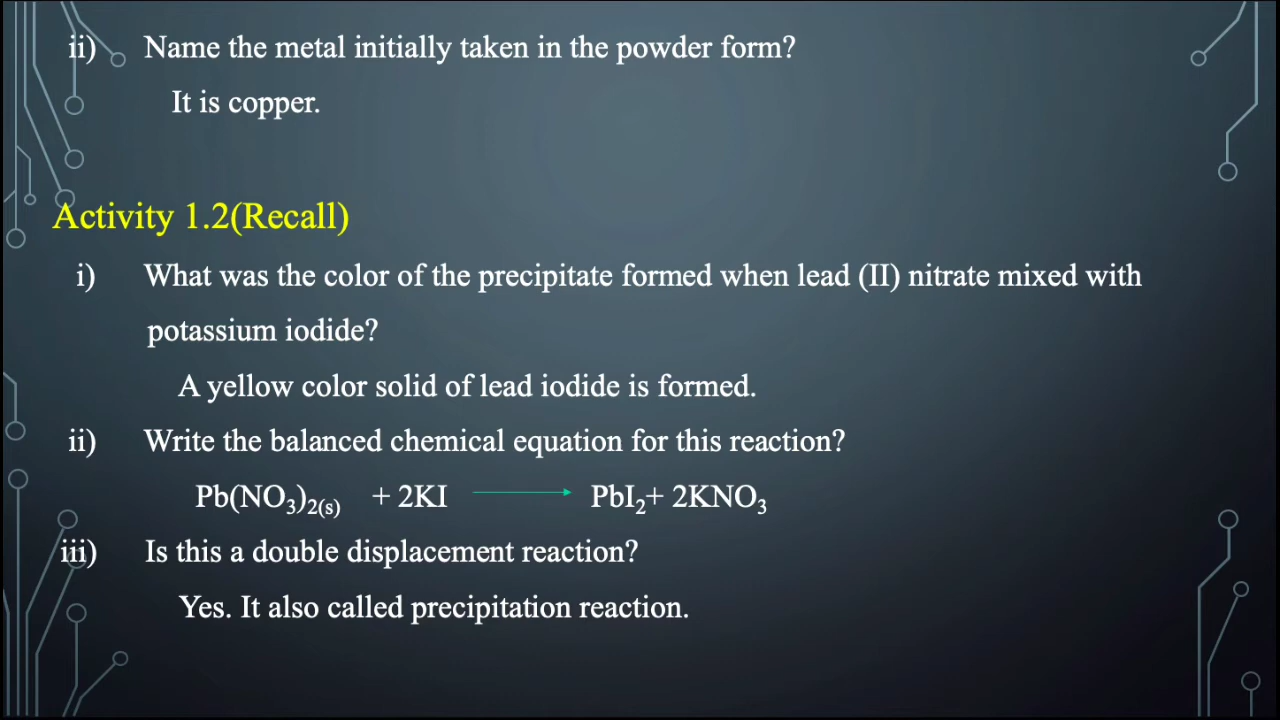 ii) Name the metal initially taken in the powder form?
It is copper.
Activity 1.2(Recall)
i) What was the color of the precipitate formed when lead (II) nitrate mixed with
potassium iodide?
A yellow color solid of lead iodide is formed.
ii) Write the balanced chemical equation for this reaction?
Pb(NO₃)₂₍ₛ₎ + 2KI ⟶ PbI₂+ 2KNO₃
iii) Is this a double displacement reaction?
Yes. It also called precipitation reaction.